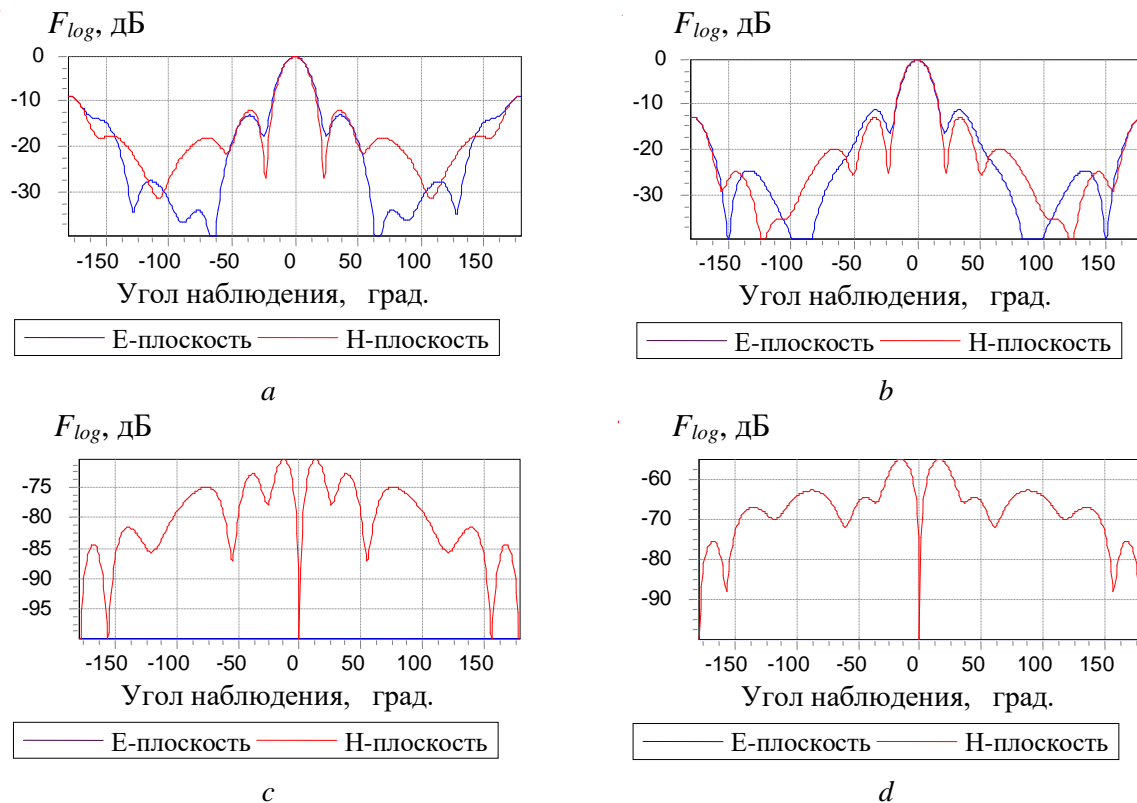 F_log, дБ
0
-10
-20
-30
-150 -100 -50 0 50 100 150
Угол наблюдения, град.
Е-плоскость Н-плоскость
a
F_log, дБ
0
-10
-20
-30
-150 -100 -50 0 50 100 150
Угол наблюдения, град.
Е-плоскость Н-плоскость
b
F_log, дБ
-75
-80
-85
-90
-95
-150 -100 -50 0 50 100 150
Угол наблюдения, град.
Е-плоскость Н-плоскость
c
F_log, дБ
-60
-70
-80
-90
-150 -100 -50 0 50 100 150
Угол наблюдения, град.
Е-плоскость Н-плоскость
d